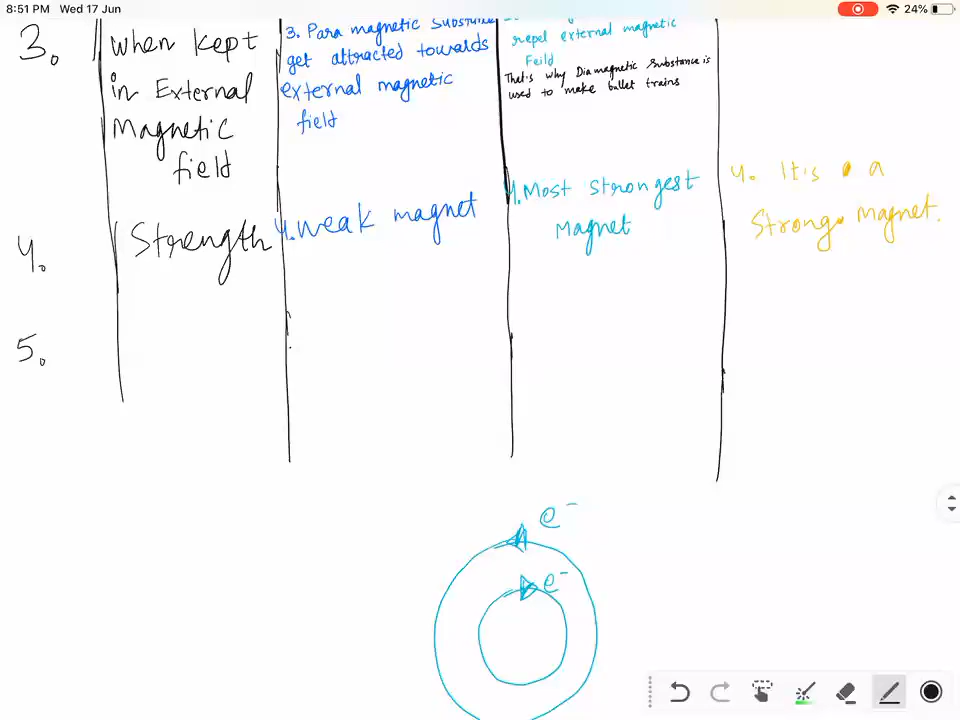 8:51 PM Wed 17 Jun
24%
3.
When kept
in External
Magnetic
field
3. Para magnetic Substance
get attracted towards
external magnetic
field
repel external magnetic
Feild
That's why Diamagnetic Substance is
used to make bullet trains
4.
Strength
4. Weak magnet
4. Most strongest
Magnet
4. It's a
Strong Magnet.
5.
e⁻
e⁻